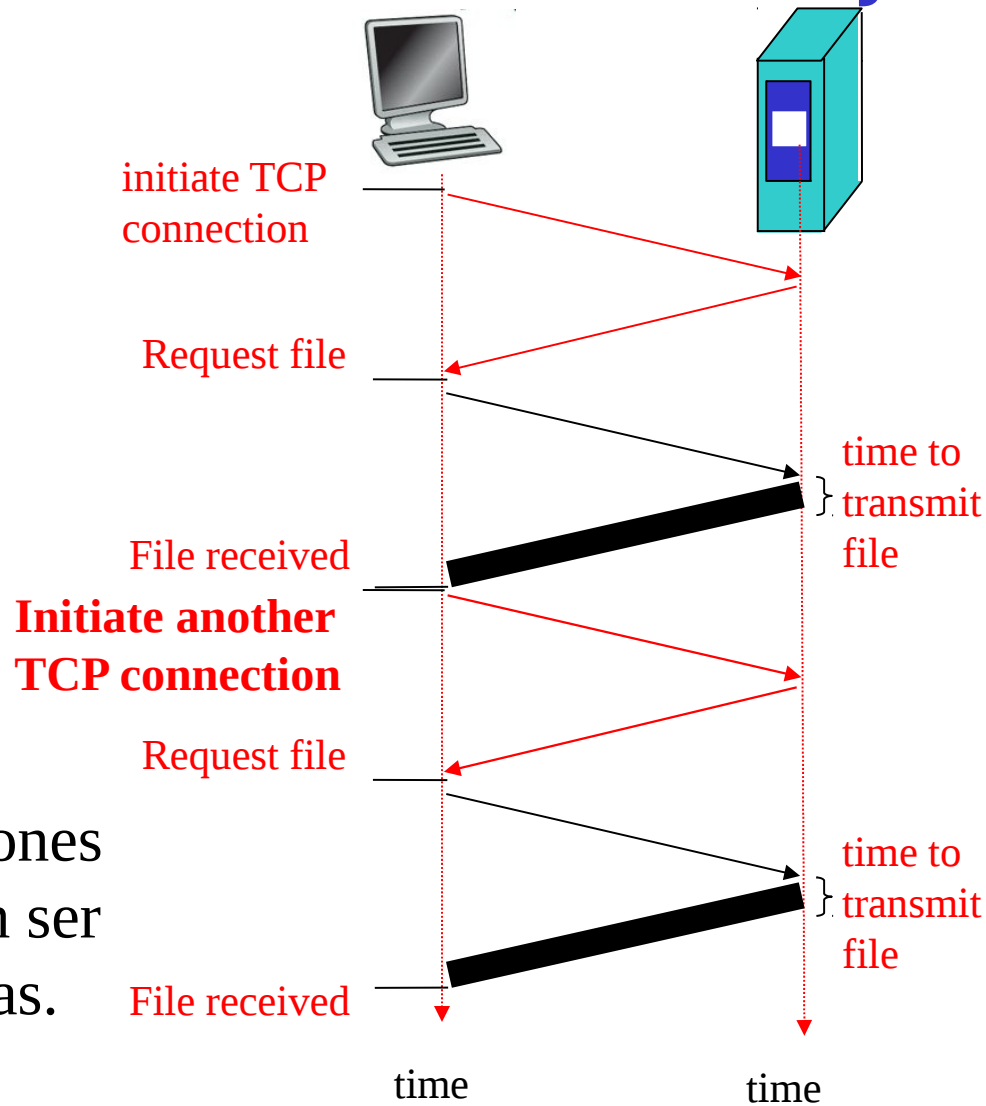 initiate TCP
connection
Request file
time to
transmit
file
File received
Initiate another
TCP connection
Request file
ones
ser
as.
time to
transmit
file
File received
time
time